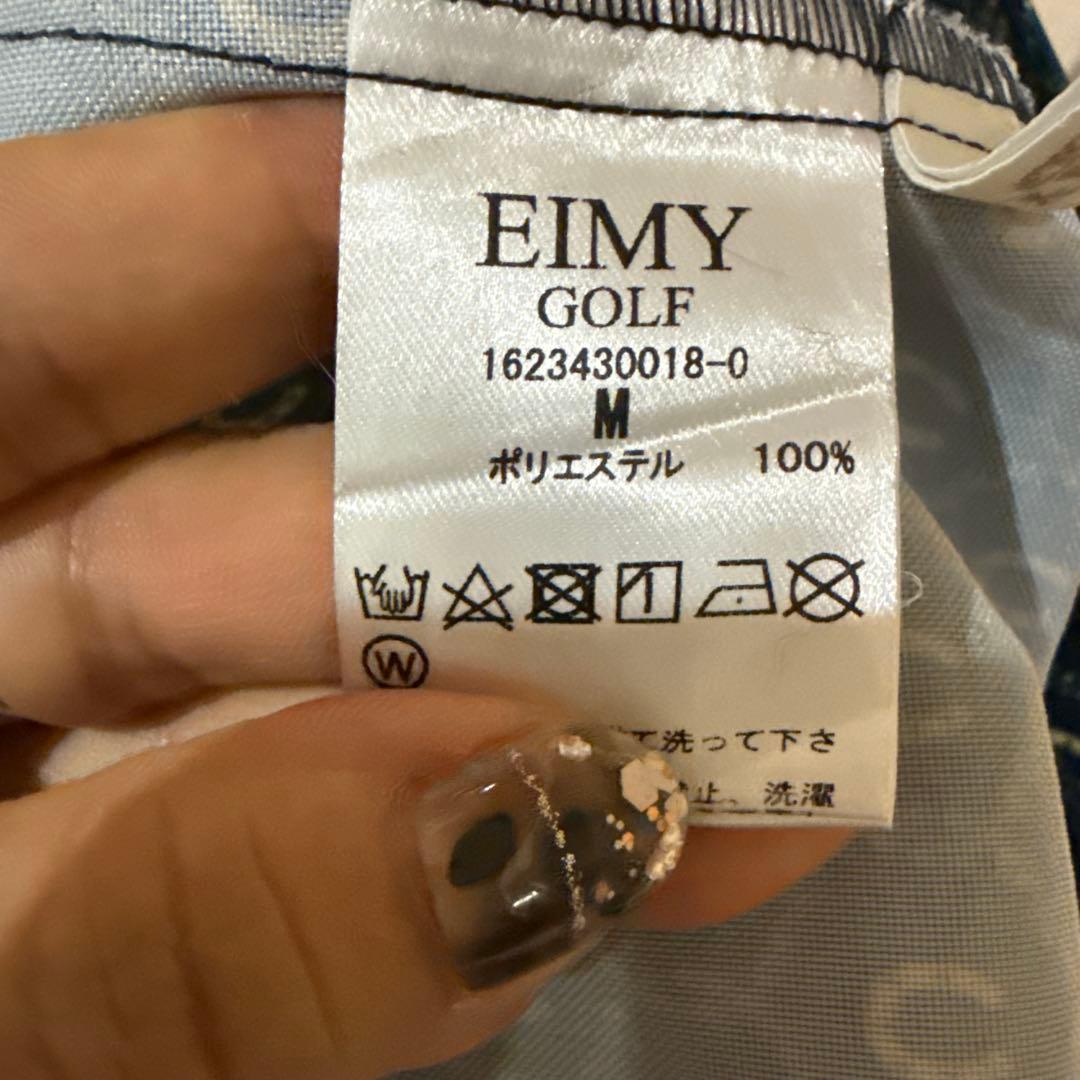 EIMY
GOLF
1623430018-0
M
ポリエステル 100%
W
て洗って下さ
止、洗濯